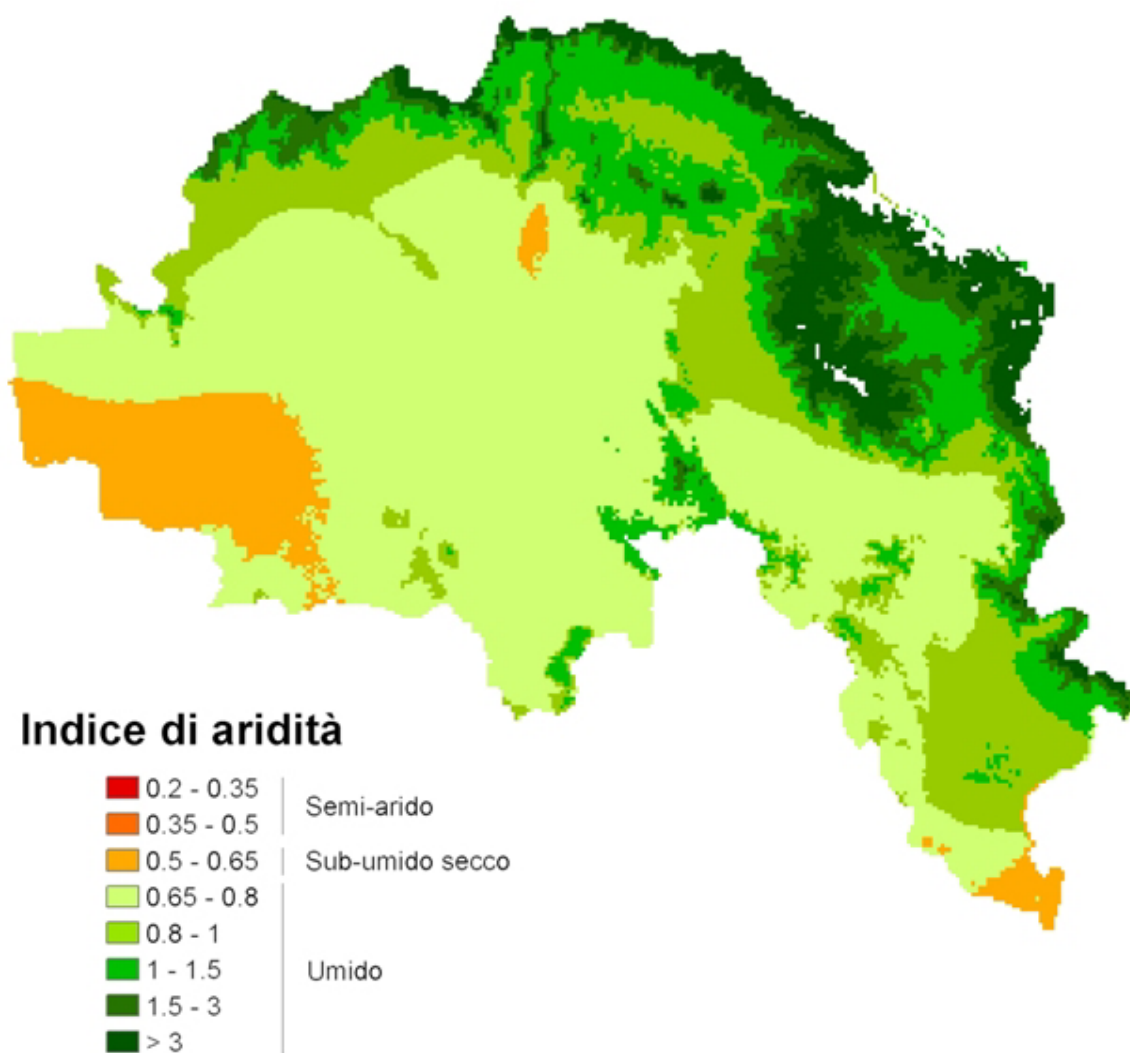 Indice di aridità
0.2 - 0.35
0.35 - 0.5
Semi-arido
0.5 - 0.65
Sub-umido secco
0.65 - 0.8
0.8 - 1
1 - 1.5
Umido
1.5 - 3
> 3